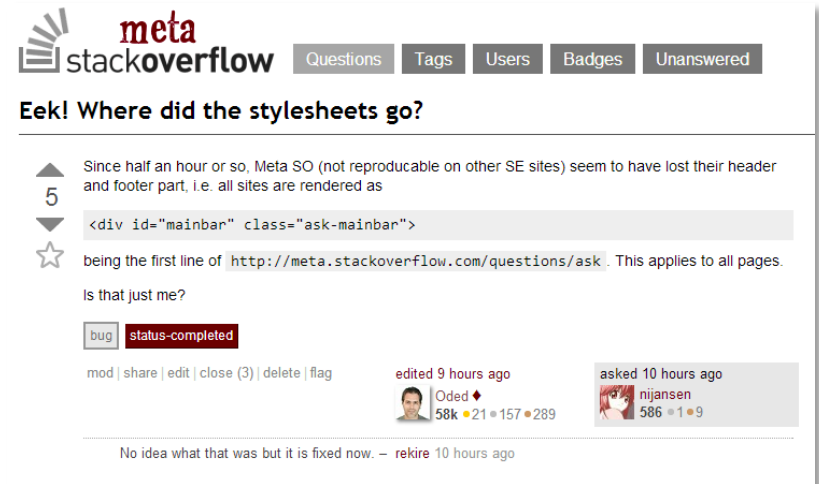 meta
stackoverflow
Questions Tags Users Badges Unanswered
Eek! Where did the stylesheets go?
Since half an hour or so, Meta SO (not reproducable on other SE sites) seem to have lost their header
5
and footer part, i.e. all sites are rendered as
<div id="mainbar" class="ask-mainbar">
being the first line of http://meta.stackoverflow.com/questions/ask . This applies to all pages.
Is that just me?
bug status-completed
mod | share | edit | close (3) | delete | flag
edited 9 hours ago
Oded ♦
58k ●21 ●157 ●289
asked 10 hours ago
nijansen
586 ●1 ●9
No idea what that was but it is fixed now. – rekire 10 hours ago